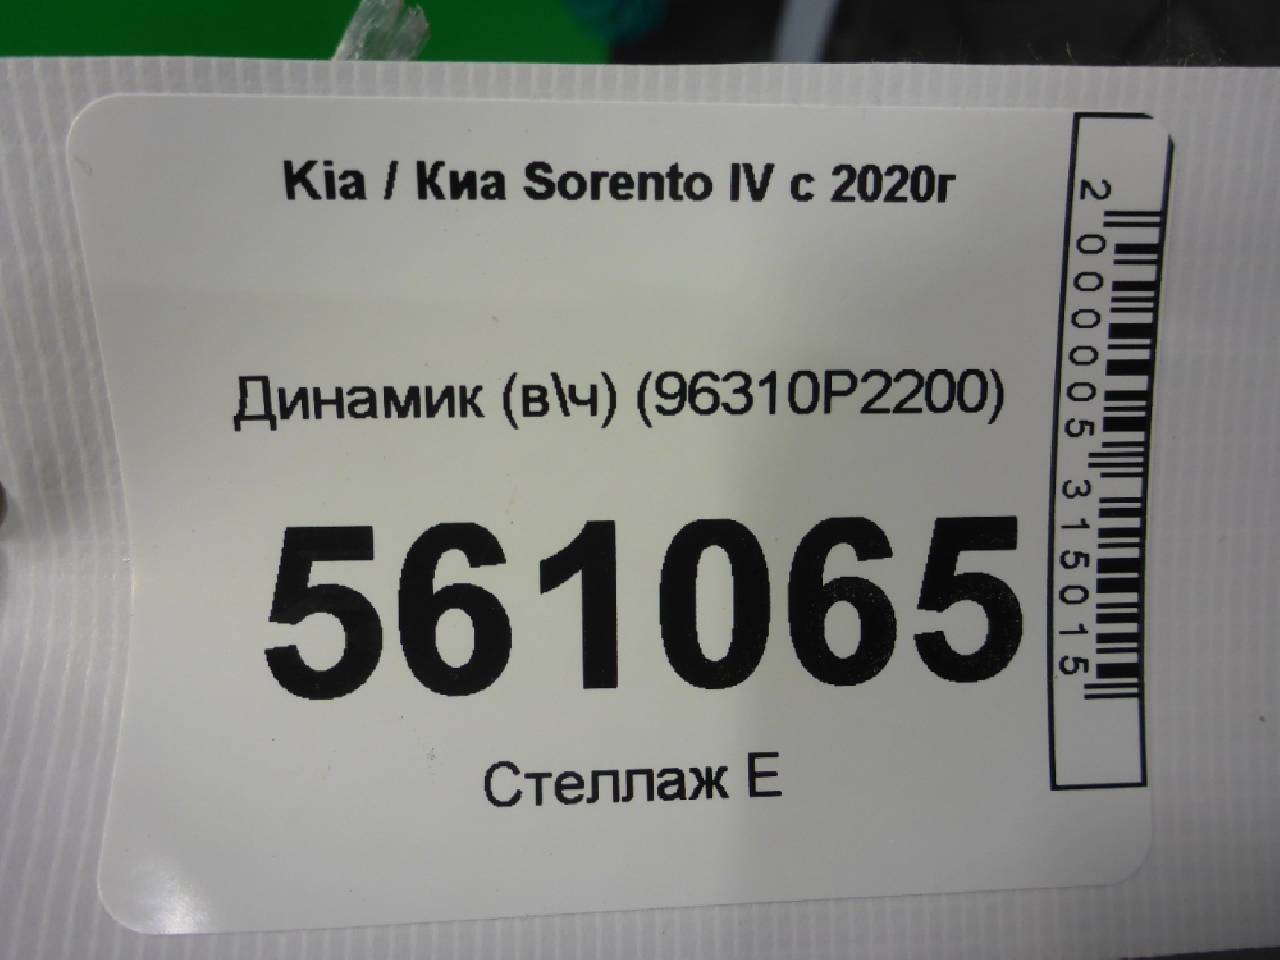 Kia / Киа Sorento IV с 2020г
Динамик (в\ч) (96310P2200)
561065
Стеллаж Е
2000005315015